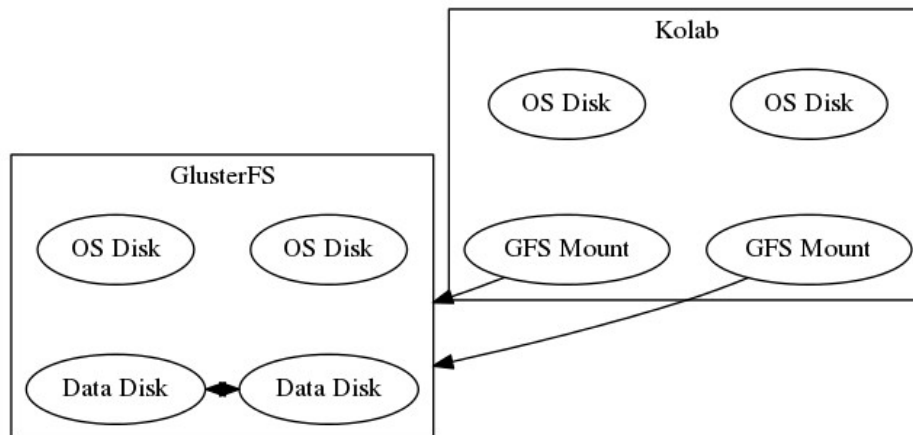 Kolab
OS Disk
OS Disk
GFS Mount
GFS Mount
GlusterFS
OS Disk
OS Disk
Data Disk
Data Disk